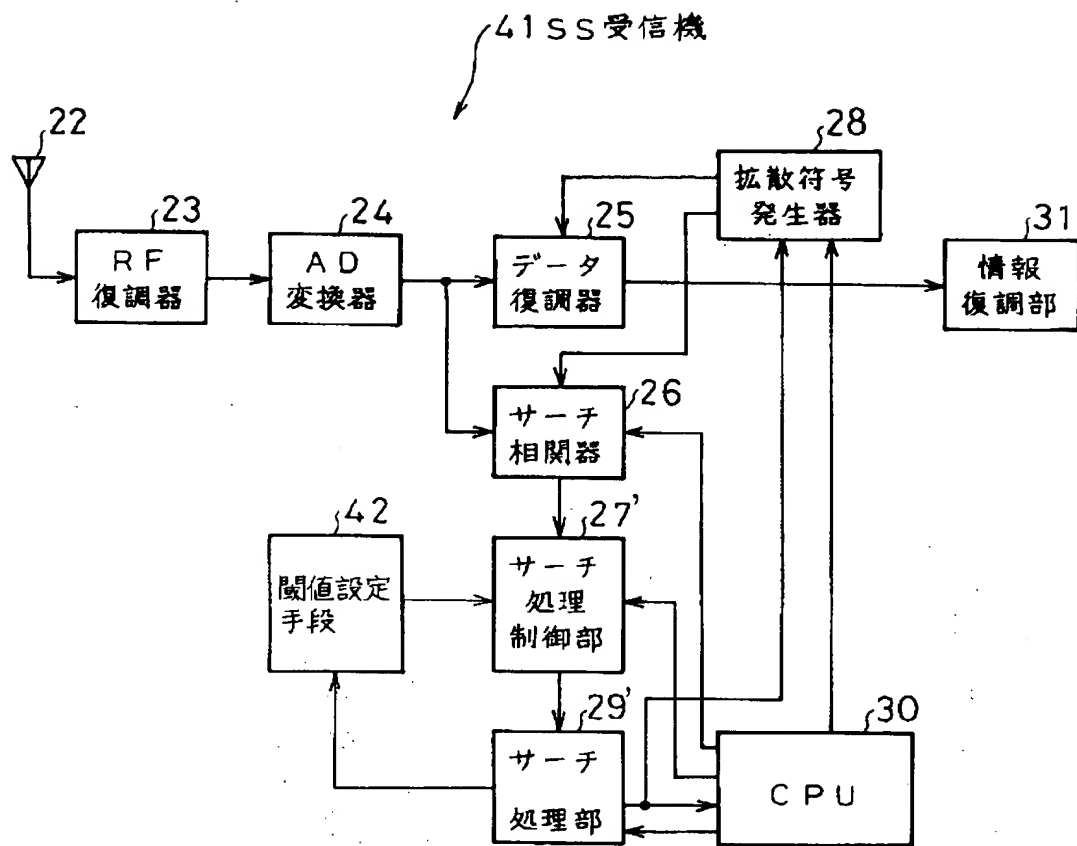 41SS受信機
22
23
RF
復調器
24
AD
変換器
25
データ
復調器
28
拡散符号
発生器
31
情報
復調部
26
サーチ
相関器
42
閾値設定
手段
27'
サーチ
処理
制御部
29'
サーチ
処理部
30
CPU